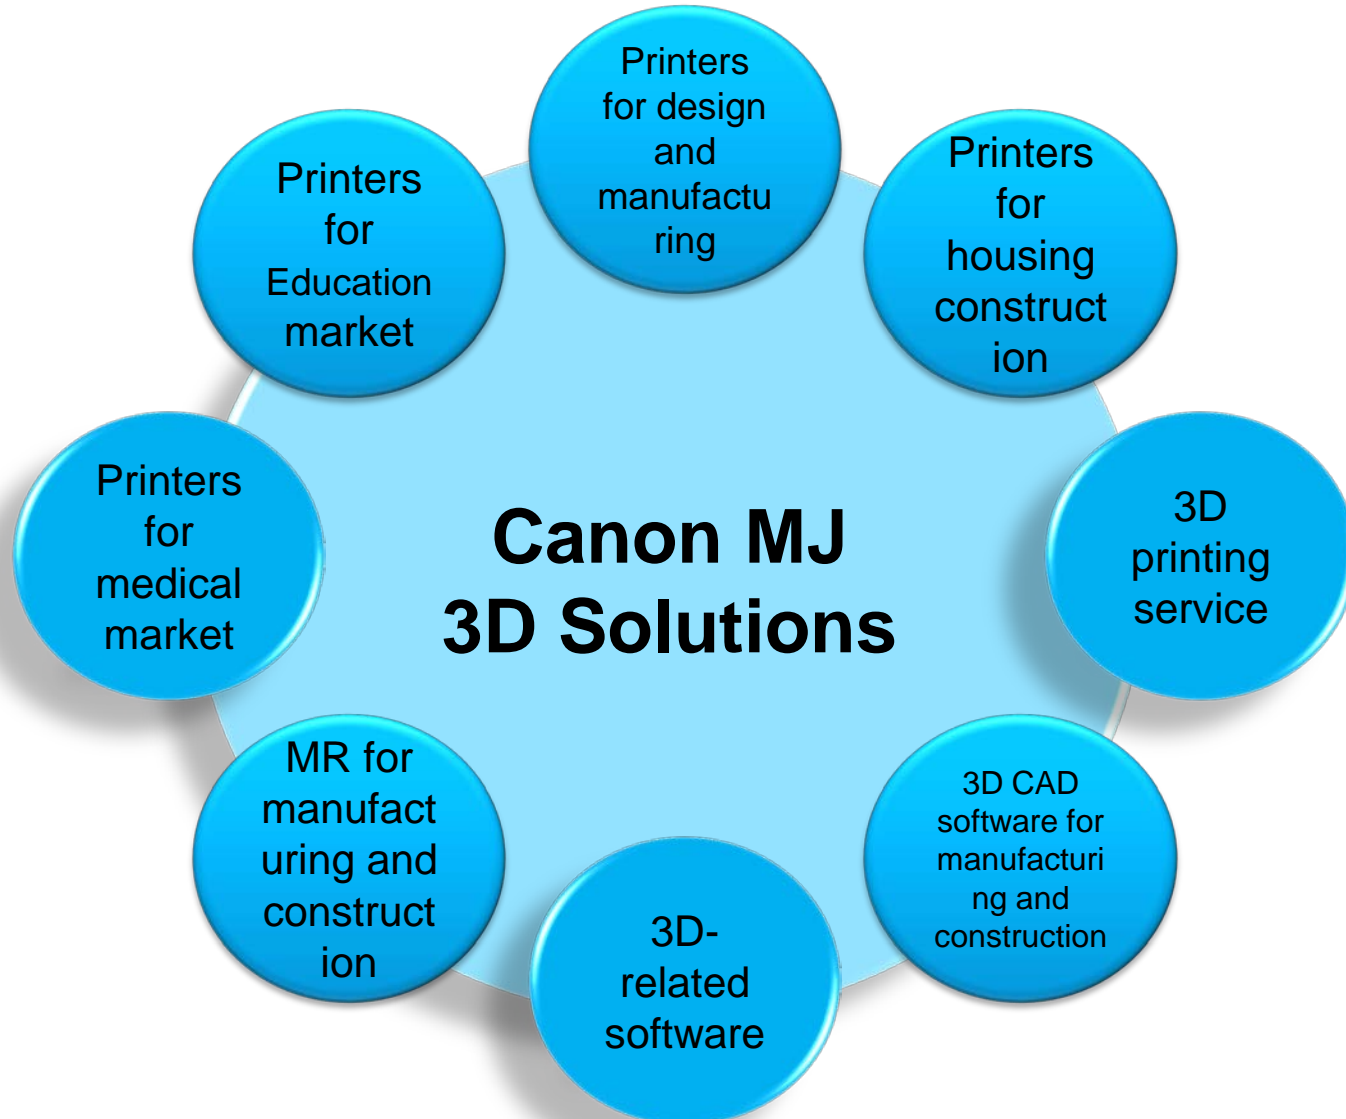 Printers
for design
and
manufactu
ring
Printers
for
housing
construct
ion
Printers
for
Education
market
Printers
for
medical
market
Canon MJ
3D Solutions
3D
printing
service
MR for
manufact
uring and
construct
ion
3D-
related
software
3D CAD
software for
manufacturi
ng and
construction